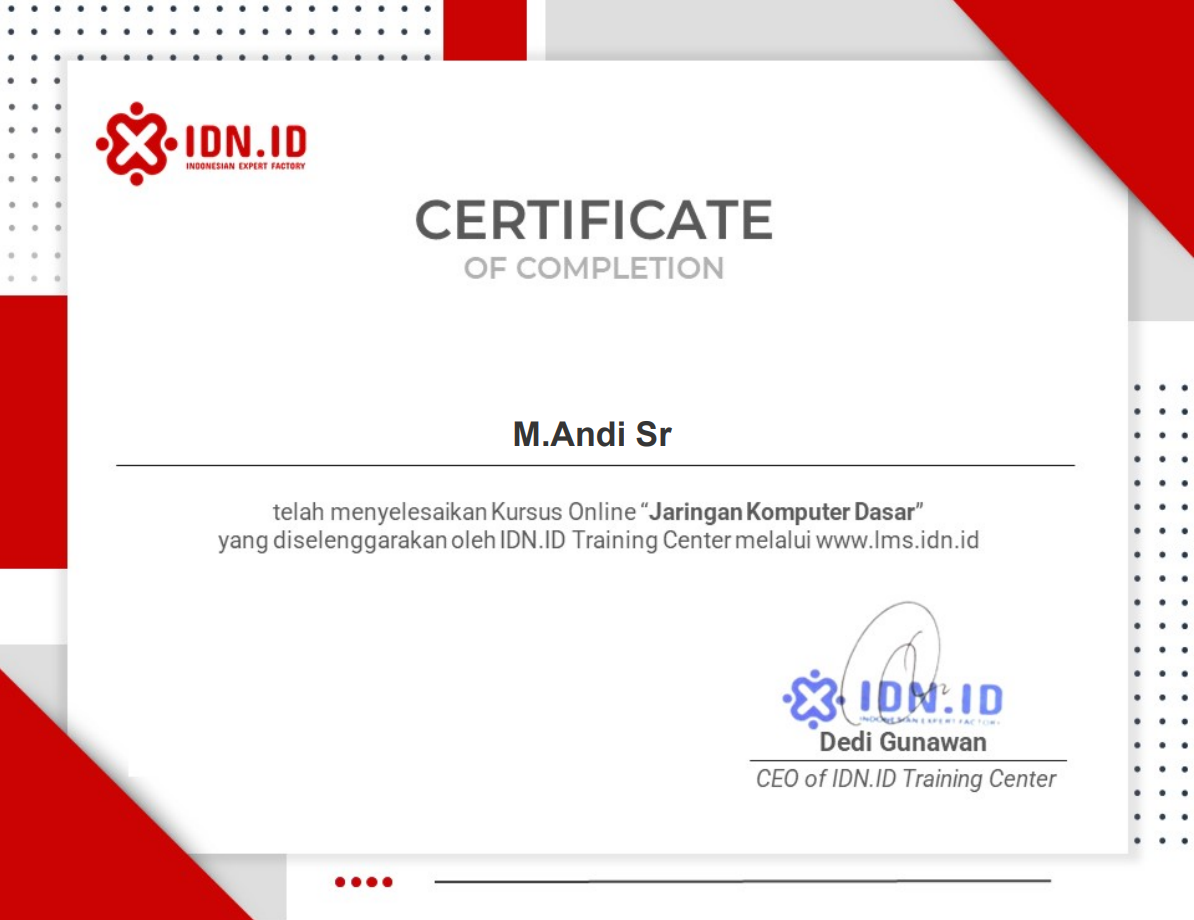 IDN.ID
INDONESIAN EXPERT FACTORY
CERTIFICATE
OF COMPLETION
M.Andi Sr
telah menyelesaikan Kursus Online “Jaringan Komputer Dasar”
yang diselenggarakan oleh IDN.ID Training Center melalui www.lms.idn.id
IDN.ID
INDONESIAN EXPERT FACTORY
Dedi Gunawan
CEO of IDN.ID Training Center